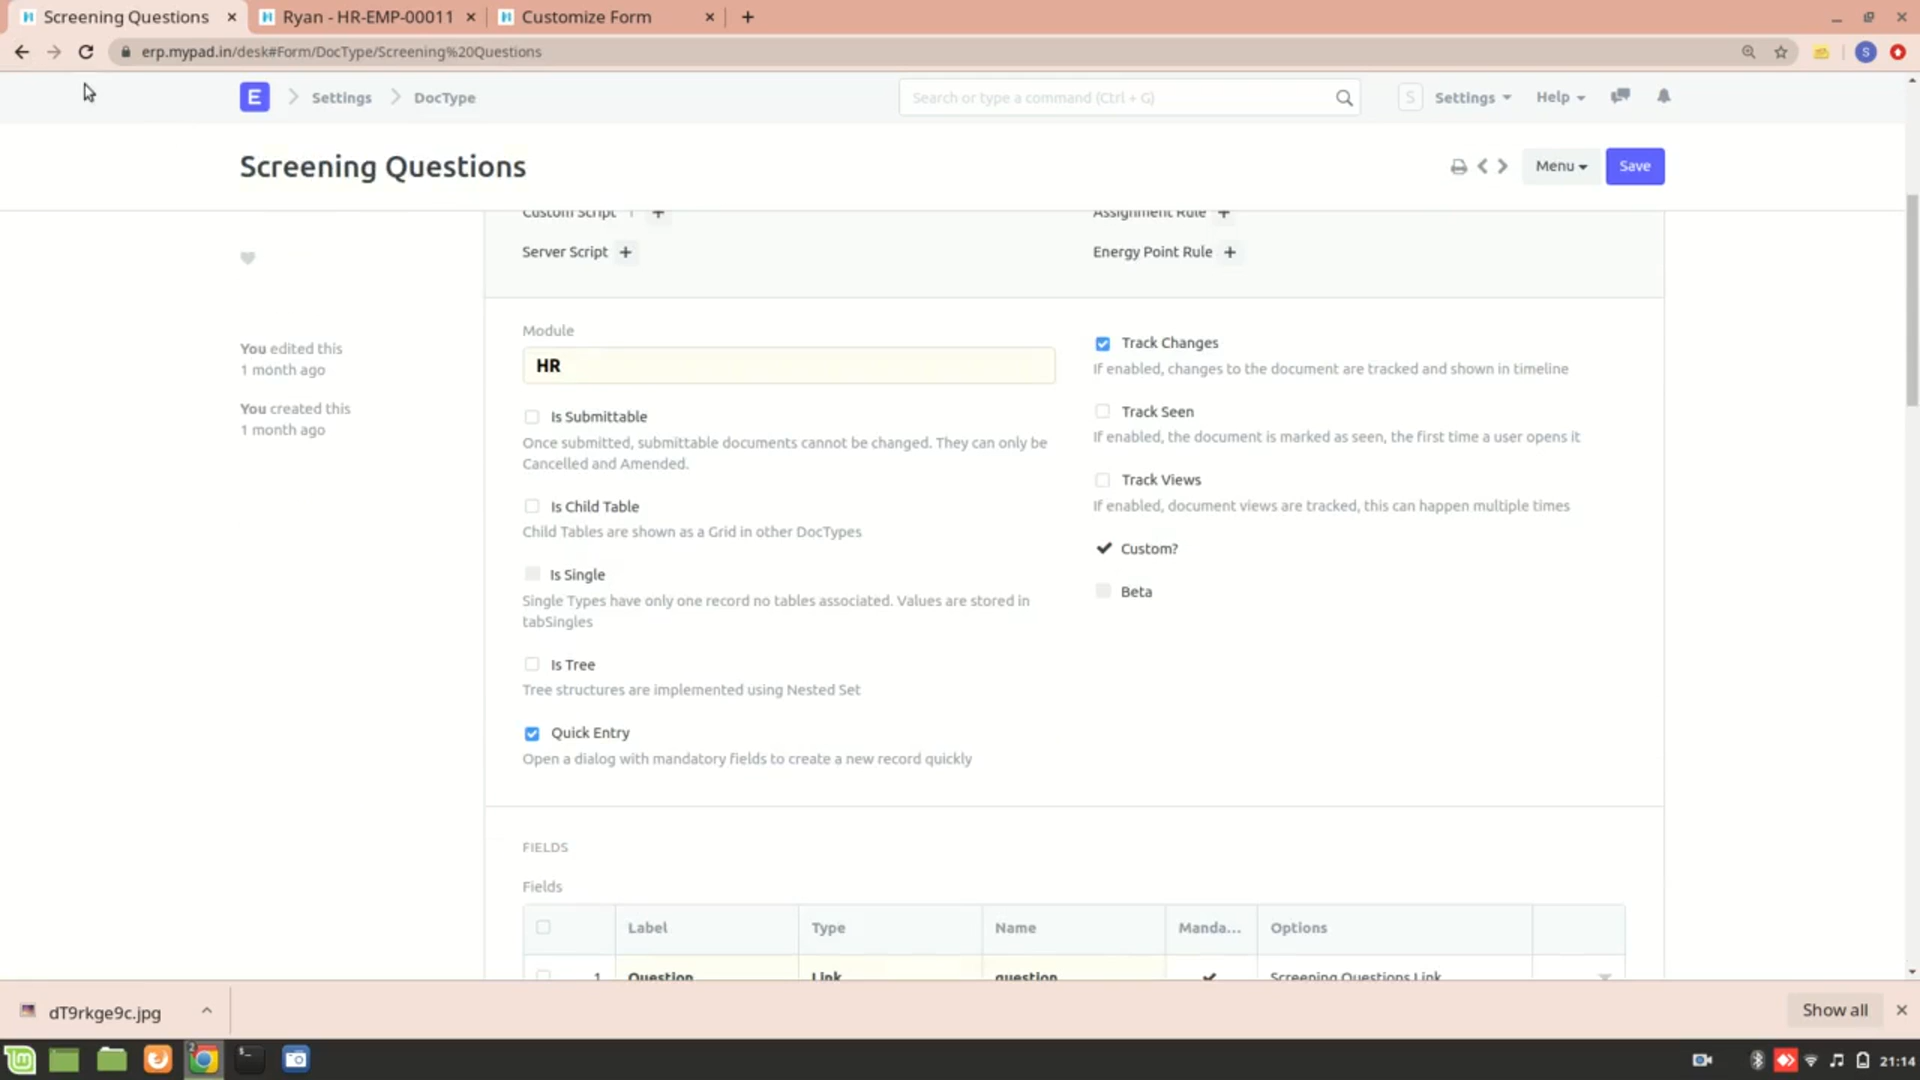 Screening Questions
Ryan - HR-EMP-00011
Customize Form
erp.mypad.in/desk#Form/DocType/Screening%20Questions
S
E
Settings
DocType
Search or type a command (Ctrl + G)
S
Settings
Help
Screening Questions
Menu
Save
Custom Script 1
Assignment Rule
Server Script
Energy Point Rule
You edited this
1 month ago
You created this
1 month ago
Module
HR
Is Submittable
Once submitted, submittable documents cannot be changed. They can only be
Cancelled and Amended.
Is Child Table
Child Tables are shown as a Grid in other DocTypes
Is Single
Single Types have only one record no tables associated. Values are stored in
tabSingles
Is Tree
Tree structures are implemented using Nested Set
Quick Entry
Open a dialog with mandatory fields to create a new record quickly
Track Changes
If enabled, changes to the document are tracked and shown in timeline
Track Seen
If enabled, the document is marked as seen, the first time a user opens it
Track Views
If enabled, document views are tracked, this can happen multiple times
Custom?
Beta
FIELDS
Fields
Label Type Name Manda... Options
1 Question Link question Screening Questions Link
dT9rkge9c.jpg
Show all
2
21:14